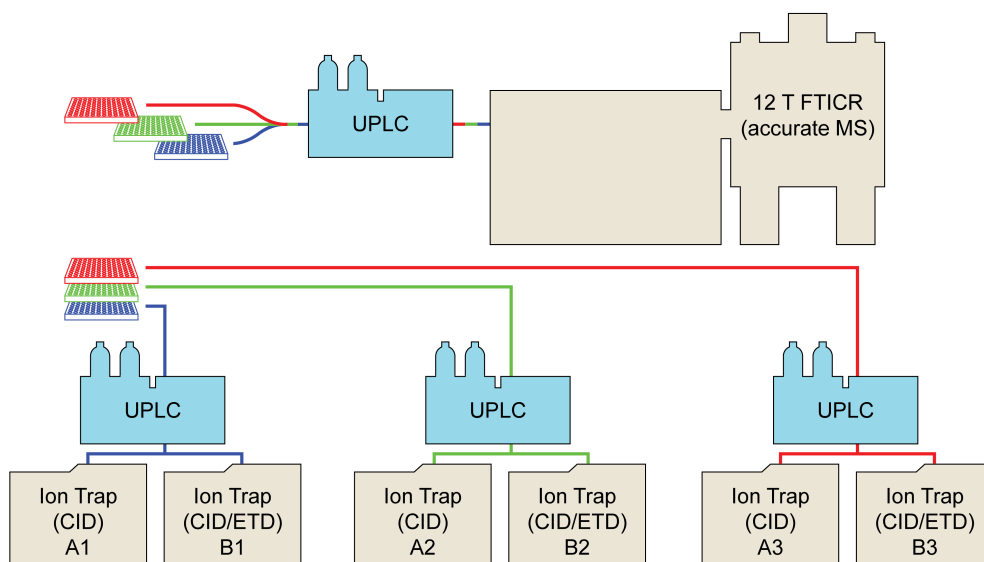 UPLC
12 T FTICR
(accurate MS)
UPLC
UPLC
UPLC
Ion Trap
(CID)
A1
Ion Trap
(CID/ETD)
B1
Ion Trap
(CID)
A2
Ion Trap
(CID/ETD)
B2
Ion Trap
(CID)
A3
Ion Trap
(CID/ETD)
B3